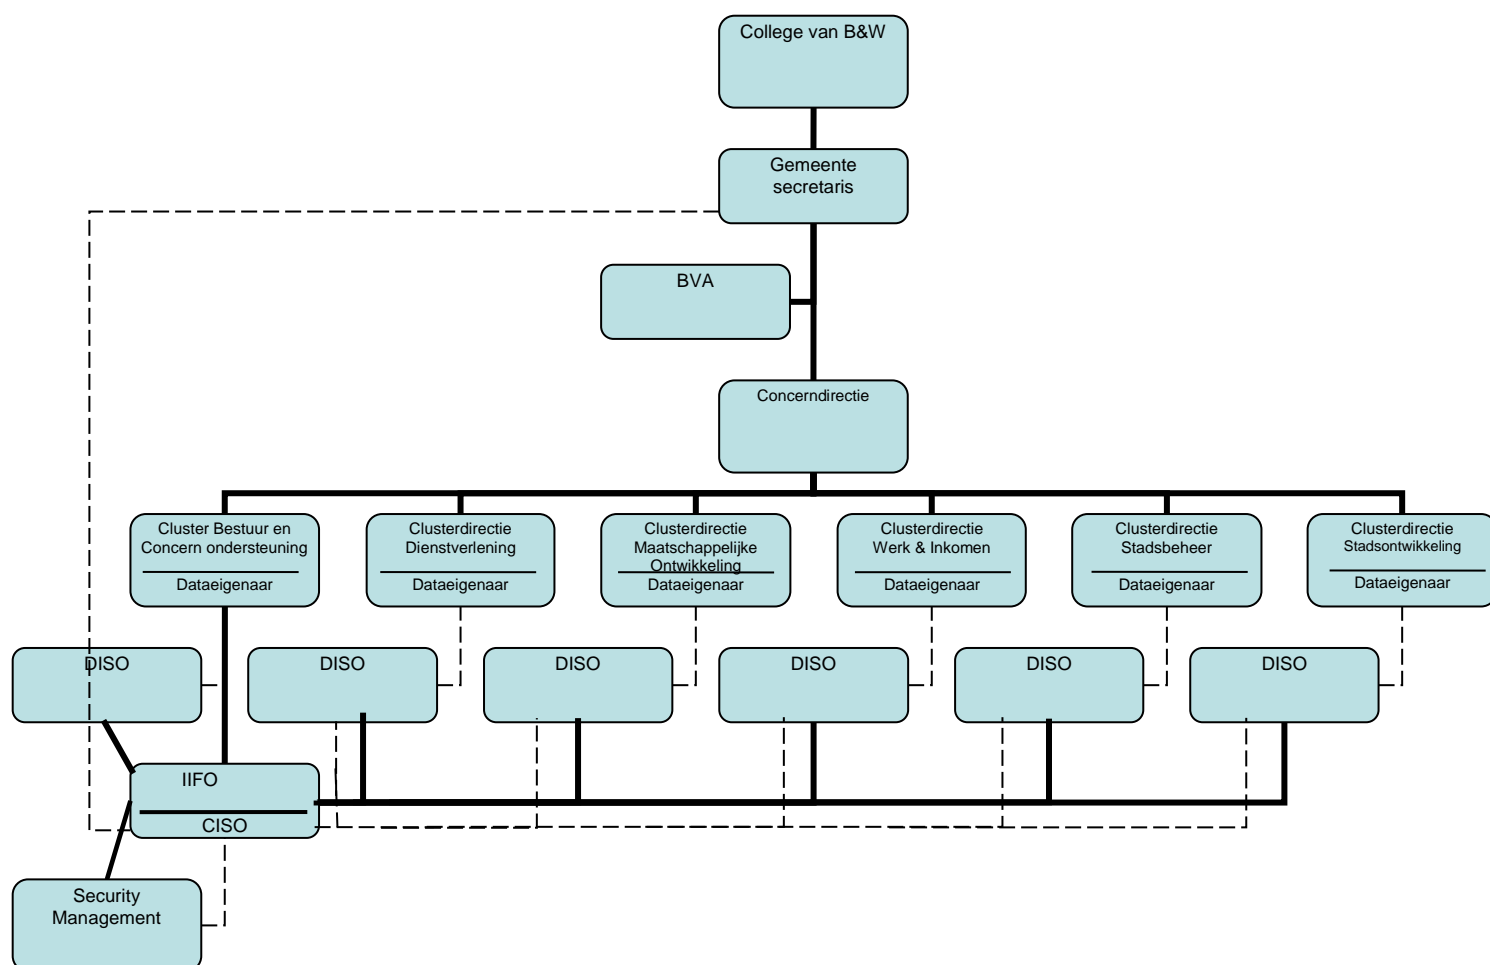 College van B&W
Gemeente
secretaris
BVA
Concerndirectie
Cluster Bestuur en
Concern ondersteuning
Dataeigenaar
Clusterdirectie
Dienstverlening
Dataeigenaar
Clusterdirectie
Maatschappelijke
Ontwikkeling
Dataeigenaar
Clusterdirectie
Werk & Inkomen
Dataeigenaar
Clusterdirectie
Stadsbeheer
Dataeigenaar
Clusterdirectie
Stadsontwikkeling
Dataeigenaar
DISO
DISO
DISO
DISO
DISO
DISO
IIFO
CISO
Security
Management